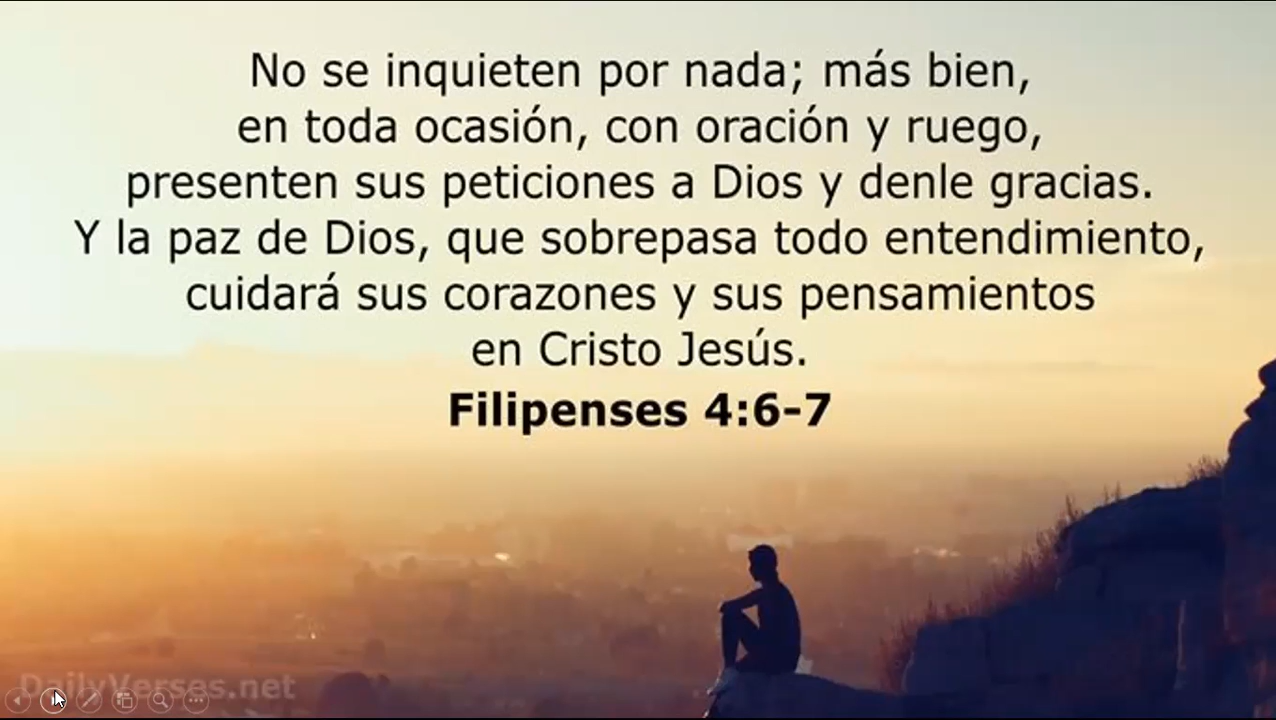 No se inquieten por nada; más bien,
en toda ocasión, con oración y ruego,
presenten sus peticiones a Dios y denle gracias.
Y la paz de Dios, que sobrepasa todo entendimiento,
cuidará sus corazones y sus pensamientos
en Cristo Jesús.
Filipenses 4:6-7
DailyVerses.net